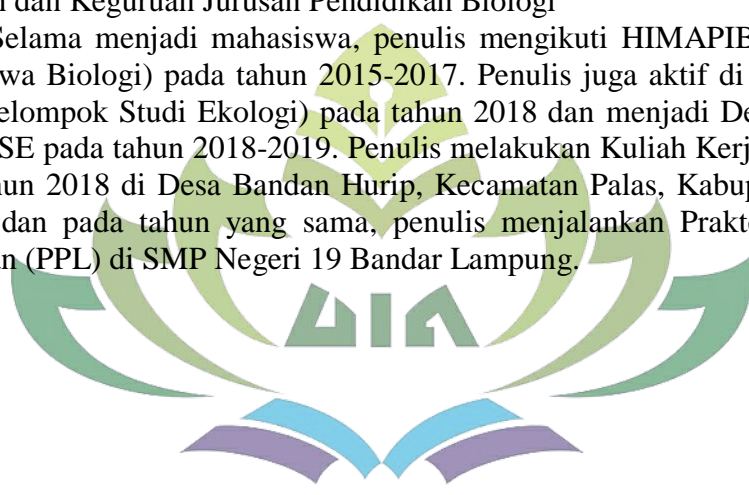 dan Keguruan Jurusan Pendidikan Biologi
Selama menjadi mahasiswa, penulis mengikuti HIMAPIB
wa Biologi) pada tahun 2015-2017. Penulis juga aktif di
elompok Studi Ekologi) pada tahun 2018 dan menjadi De
SE pada tahun 2018-2019. Penulis melakukan Kuliah Kerj
hun 2018 di Desa Bandan Hurip, Kecamatan Palas, Kabup
dan pada tahun yang sama, penulis menjalankan Prakt
n (PPL) di SMP Negeri 19 Bandar Lampung.
UIN